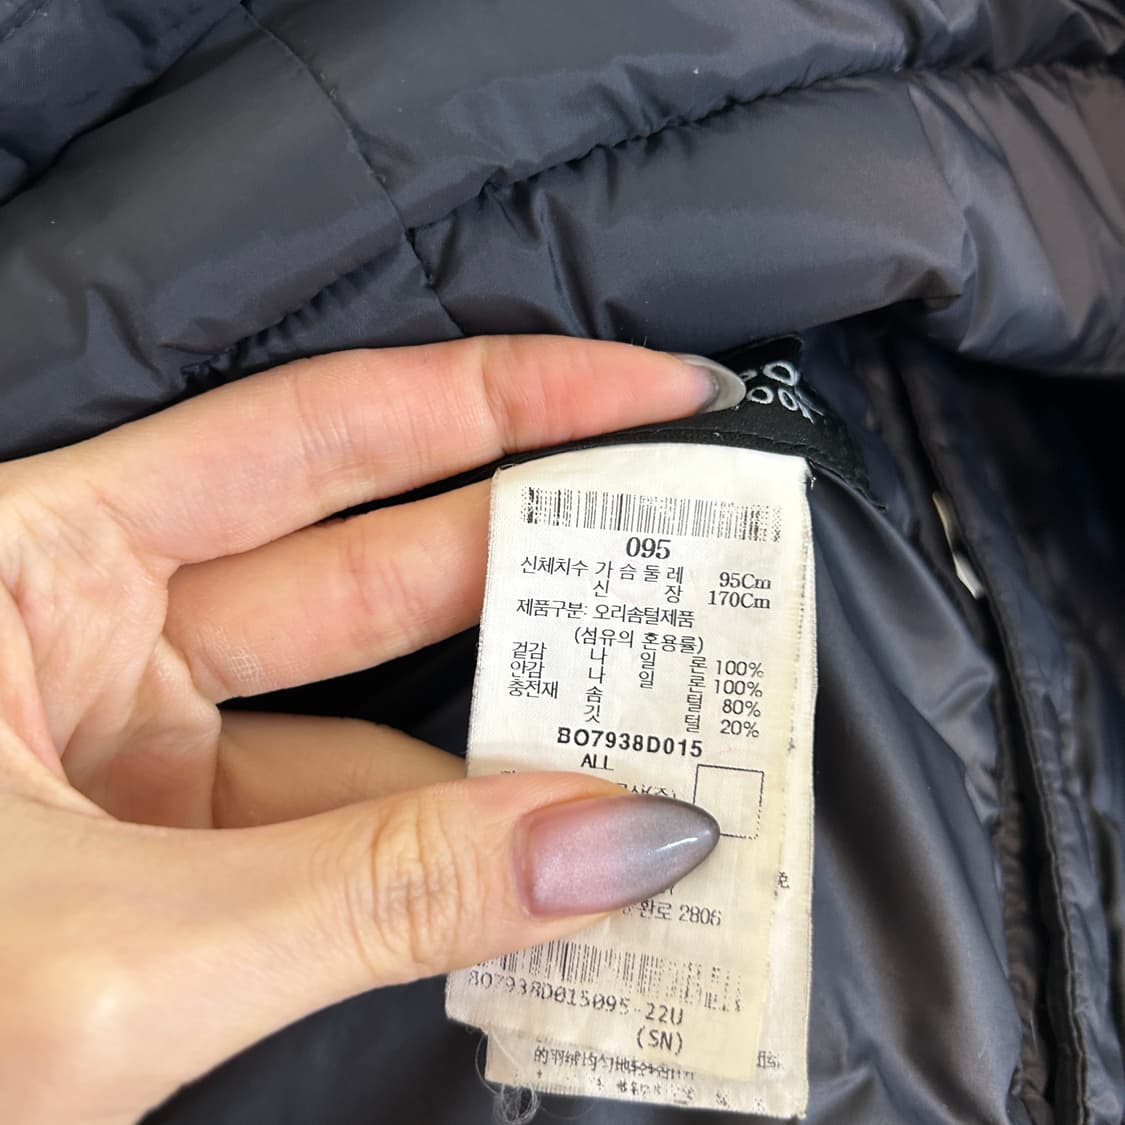 095
신체치수 가 슴 둘 레 95Cm
신 장 170Cm
제품구분: 오리솜털제품
(섬유의 혼용률)
겉감 나 일 론 100%
안감 나 일 론 100%
충전재 솜 털 80%
깃 털 20%
BO7938D015
ALL
완로 2806
BO7938D015095-22U
(SN)